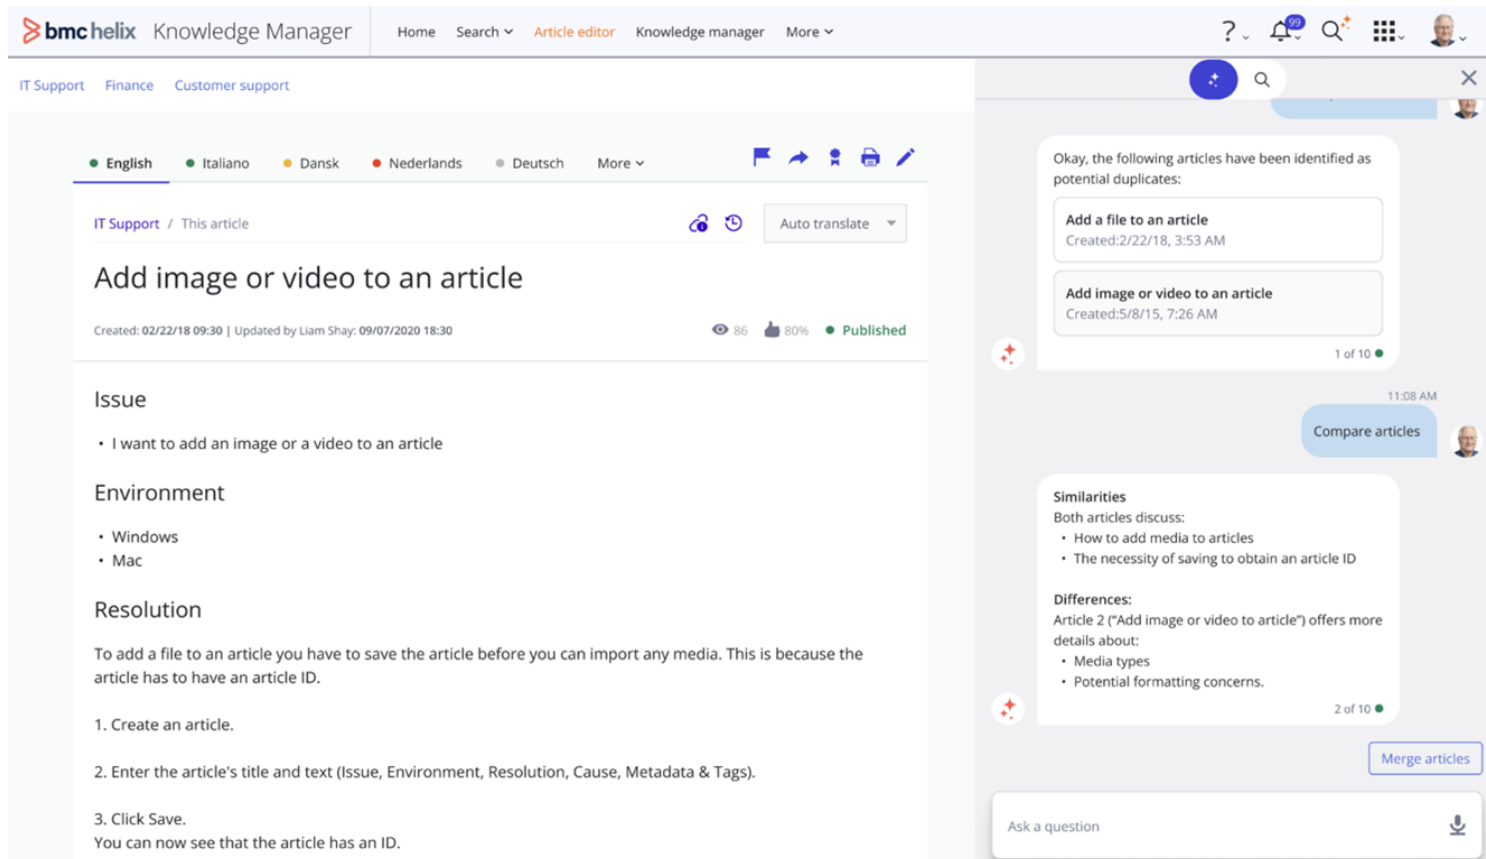 bmc helix Knowledge Manager
Home Search Article editor Knowledge manager More
? 99
IT Support Finance Customer support
English Italiano Dansk Nederlands Deutsch More
IT Support / This article
Auto translate
Add image or video to an article
Created: 02/22/18 09:30 | Updated by Liam Shay: 09/07/2020 18:30
86 80% Published
Issue
• I want to add an image or a video to an article
Environment
• Windows
• Mac
Resolution
To add a file to an article you have to save the article before you can import any media. This is because the
article has to have an article ID.
1. Create an article.
2. Enter the article's title and text (Issue, Environment, Resolution, Cause, Metadata & Tags).
3. Click Save.
You can now see that the article has an ID.
Okay, the following articles have been identified as
potential duplicates:
Add a file to an article
Created:2/22/18, 3:53 AM
Add image or video to an article
Created:5/8/15, 7:26 AM
1 of 10
11:08 AM
Compare articles
Similarities
Both articles discuss:
• How to add media to articles
• The necessity of saving to obtain an article ID
Differences:
Article 2 ("Add image or video to article") offers more
details about:
• Media types
• Potential formatting concerns.
2 of 10
Merge articles
Ask a question